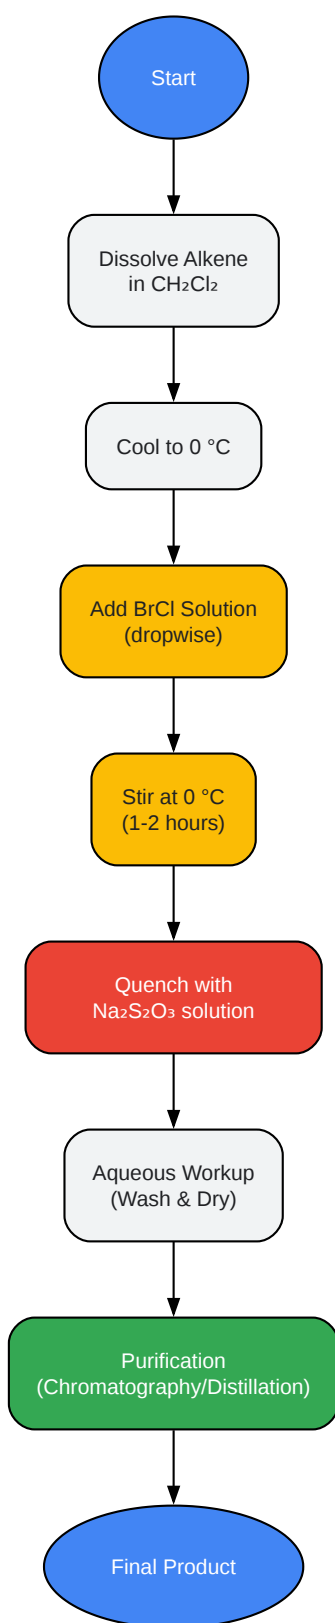 Start
Dissolve Alkene
in CH₂Cl₂
Cool to 0 °C
Add BrCl Solution
(dropwise)
Stir at 0 °C
(1-2 hours)
Quench with
Na₂S₂O₃ solution
Aqueous Workup
(Wash & Dry)
Purification
(Chromatography/Distillation)
Final Product